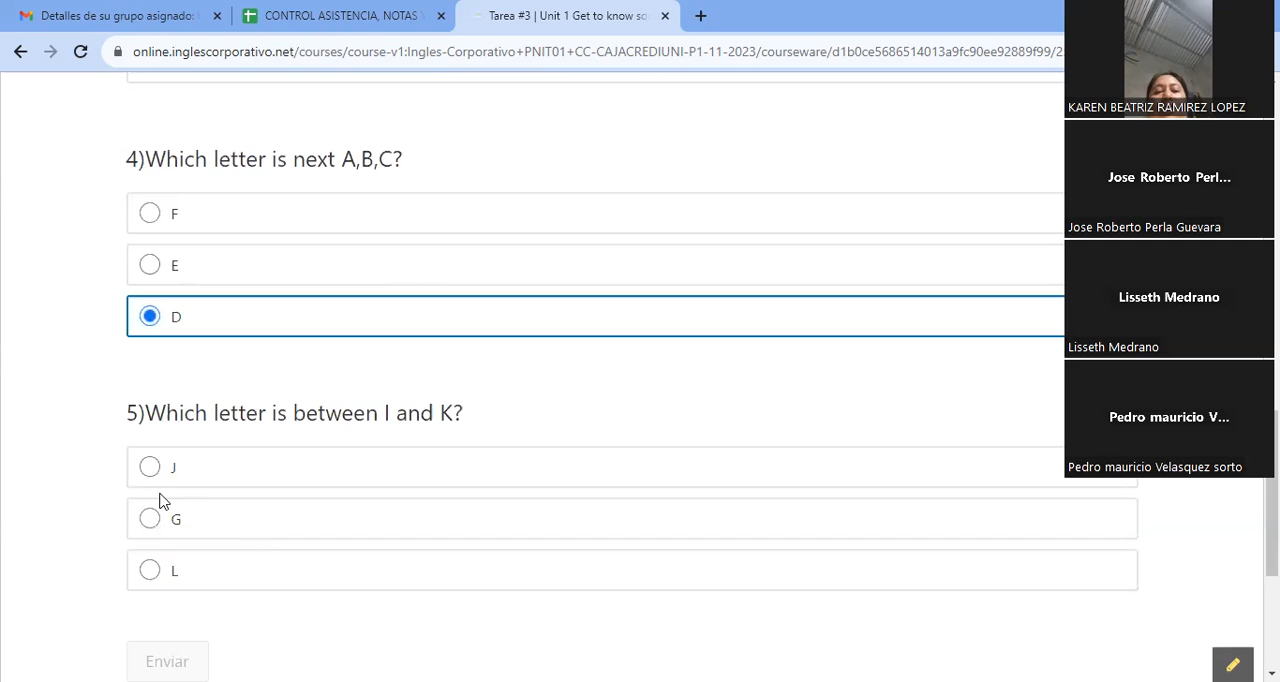 Detalles de su grupo asignado:
CONTROL ASISTENCIA, NOTAS
Tarea #3 | Unit 1 Get to know so
online.inglescorporativo.net/courses/course-v1:Ingles-Corporativo+PNIT01+CC-CAJACREDIUNI-P1-11-2023/courseware/d1b0ce5686514013a9fc90ee92889f99/2
KAREN BEATRIZ RAMIREZ LOPEZ
4)Which letter is next A,B,C?
F
E
D
Jose Roberto Perl...
Jose Roberto Perla Guevara
Lisseth Medrano
Lisseth Medrano
5)Which letter is between I and K?
J
G
L
Pedro mauricio V...
Pedro mauricio Velasquez sorto
Enviar